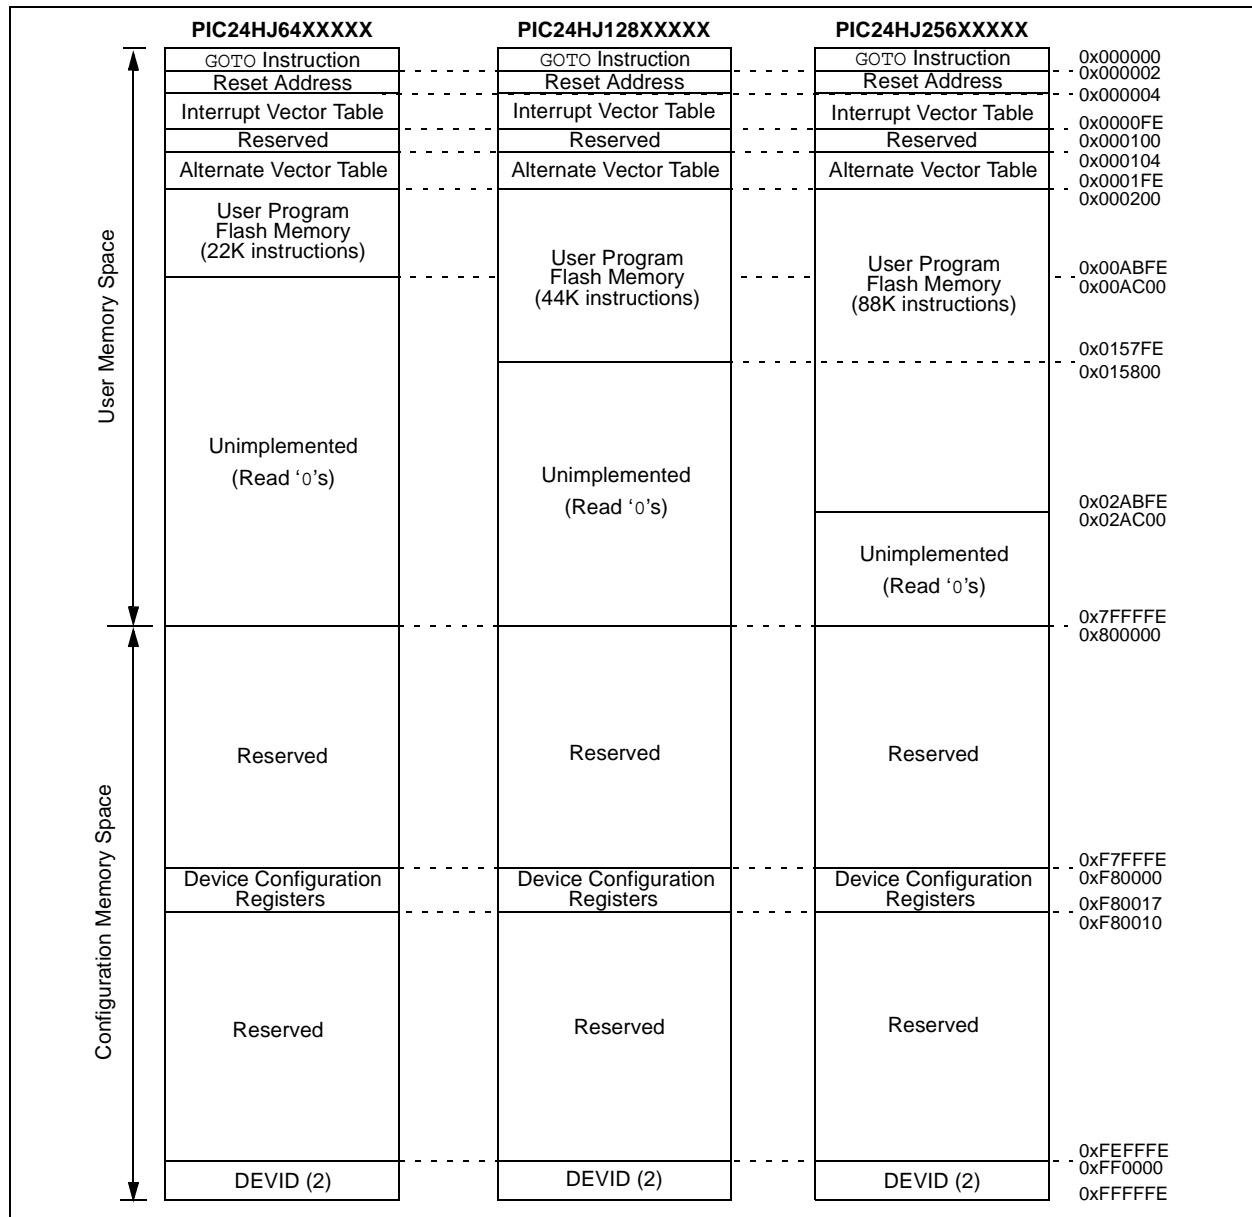 PIC24HJ64XXXXX
PIC24HJ128XXXXX
PIC24HJ256XXXXX
GOTO Instruction
GOTO Instruction
GOTO Instruction
0x000000
0x000002
Reset Address
Reset Address
Reset Address
0x000004
Interrupt Vector Table
Interrupt Vector Table
Interrupt Vector Table
0x0000FE
Reserved
Reserved
Reserved
0x000100
0x000104
Alternate Vector Table
Alternate Vector Table
Alternate Vector Table
0x0001FE
0x000200
User Memory Space
User Program
Flash Memory
(22K instructions)
User Program
Flash Memory
(44K instructions)
User Program
Flash Memory
(88K instructions)
0x00ABFE
0x00AC00
0x0157FE
0x015800
Unimplemented
(Read ‘0’s)
Unimplemented
(Read ‘0’s)
0x02ABFE
0x02AC00
Unimplemented
(Read ‘0’s)
0x7FFFFE
0x800000
Configuration Memory Space
Reserved
Reserved
Reserved
0xF7FFFE
0xF80000
Device Configuration
Registers
Device Configuration
Registers
Device Configuration
Registers
0xF80017
0xF80010
Reserved
Reserved
Reserved
0xFEFFFE
0xFF0000
DEVID (2)
DEVID (2)
DEVID (2)
0xFFFFFE